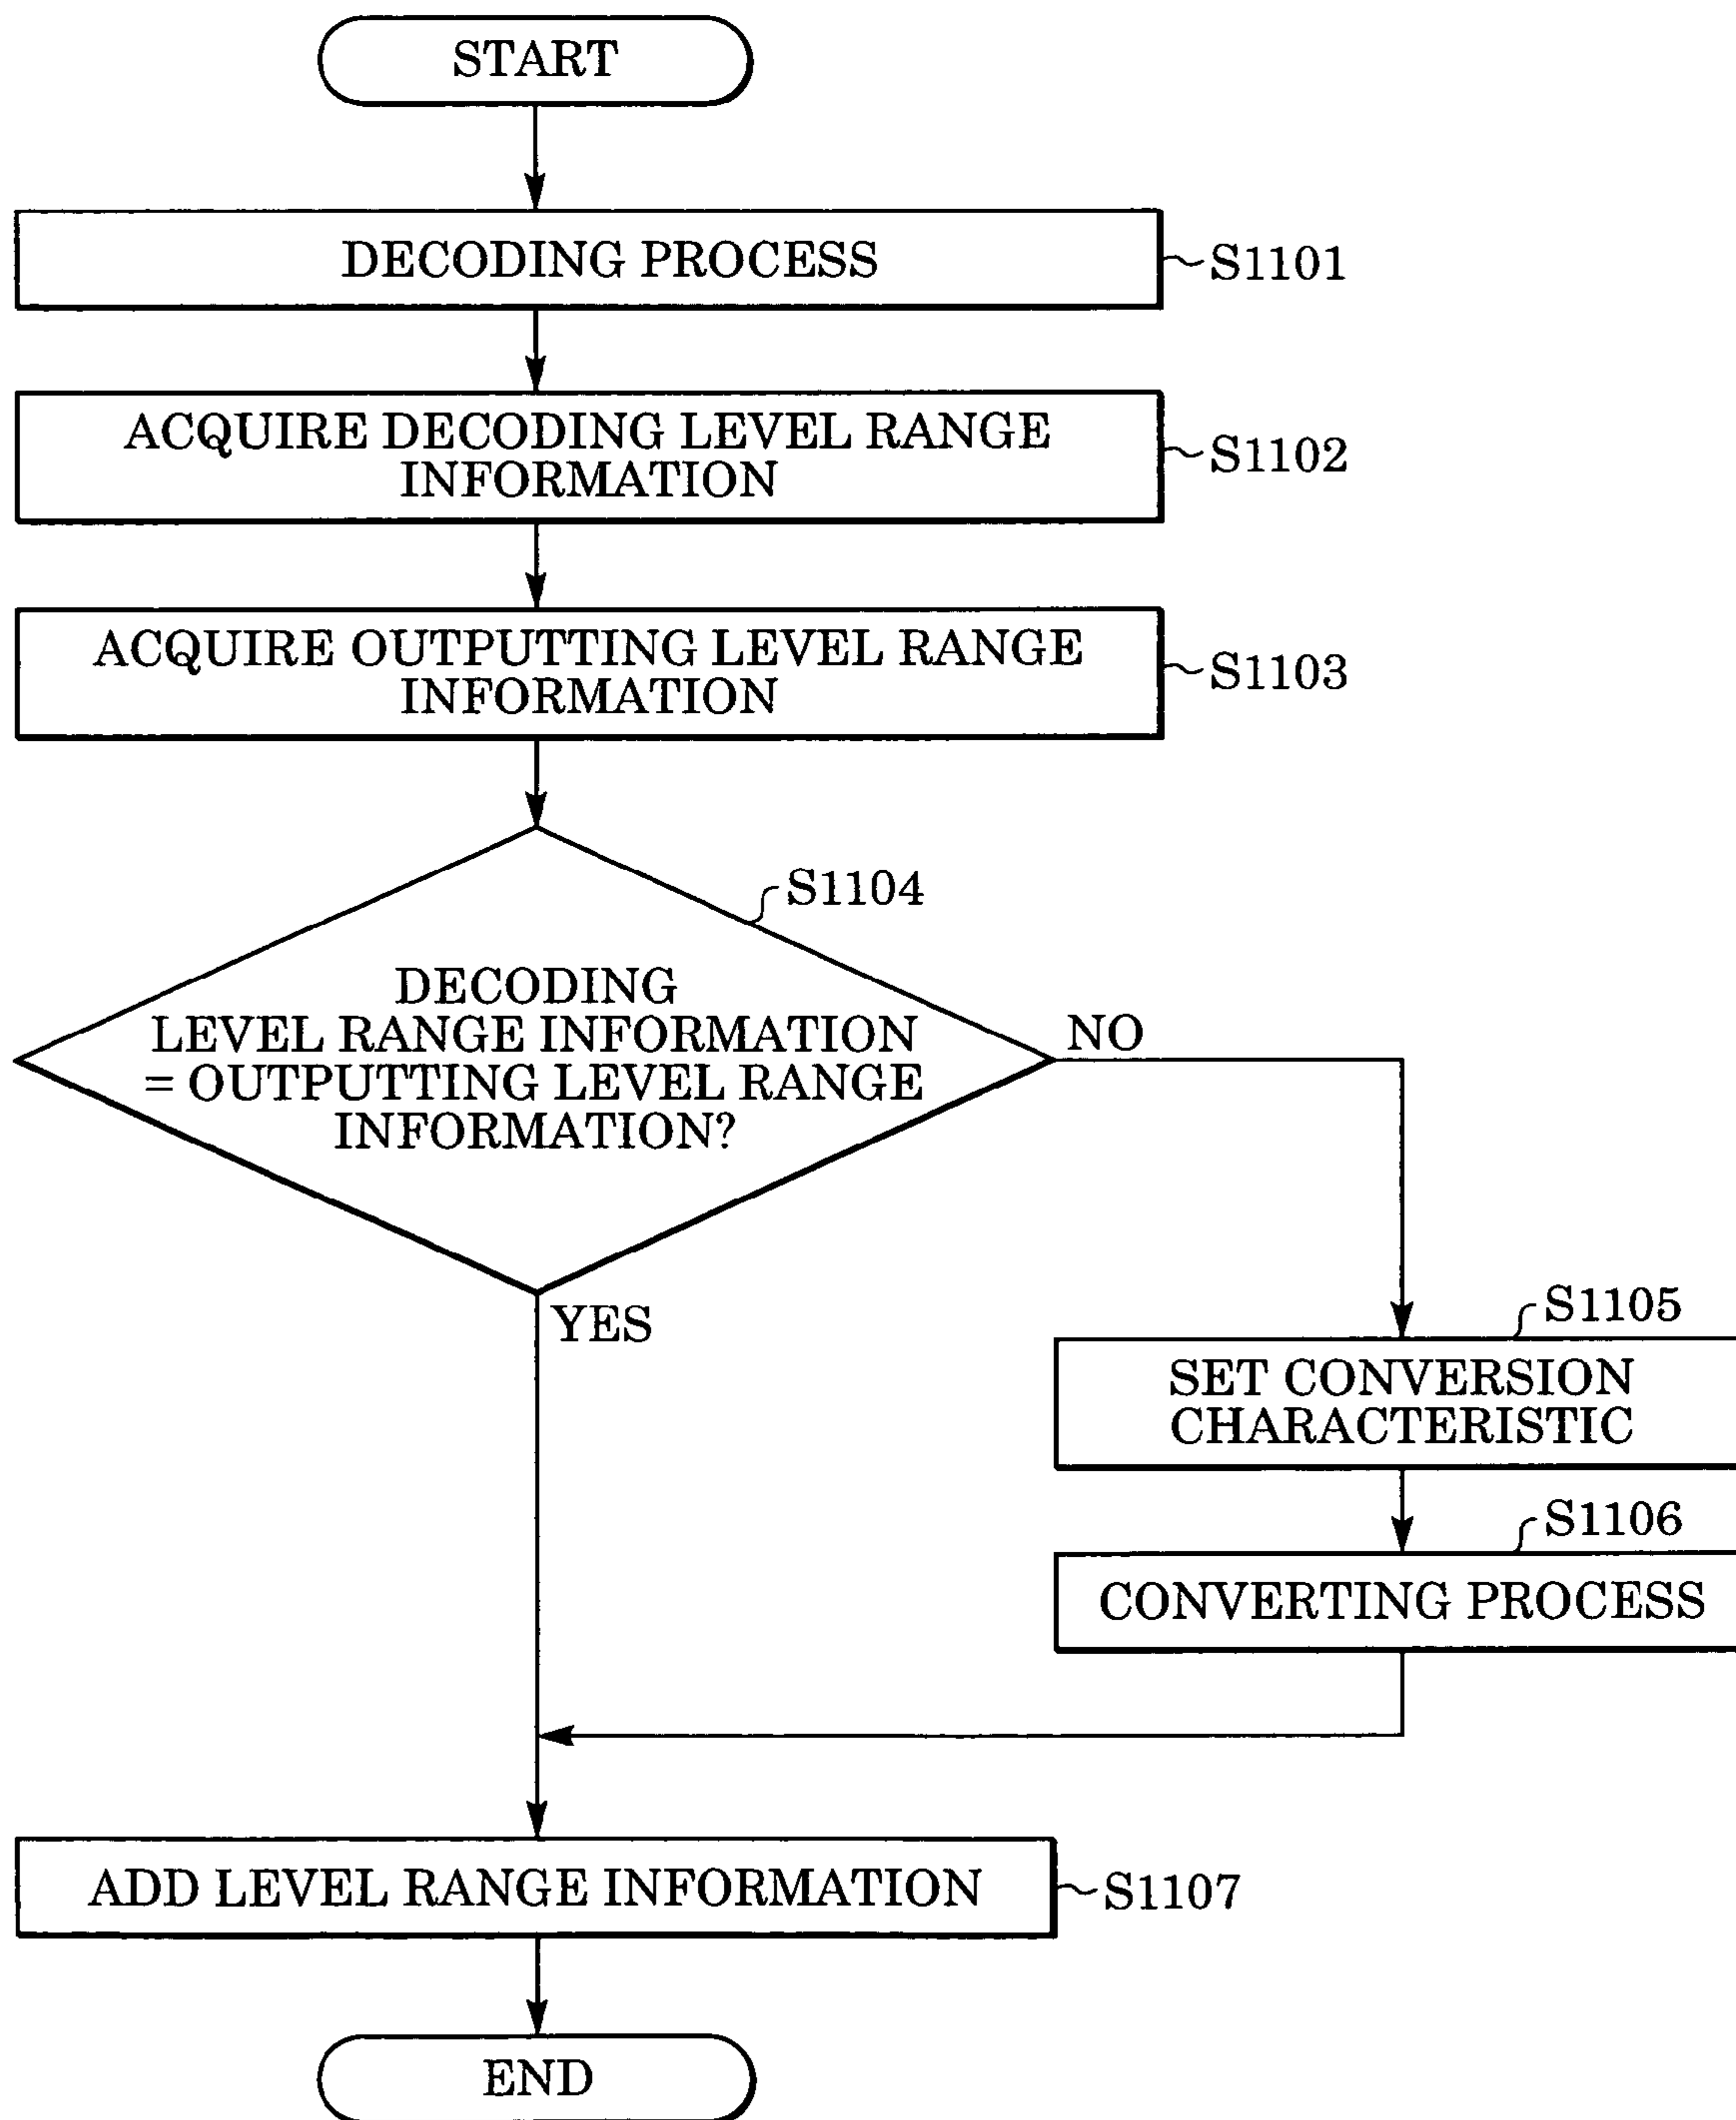 START
DECODING PROCESS
S1101
ACQUIRE DECODING LEVEL RANGE
INFORMATION
S1102
ACQUIRE OUTPUTTING LEVEL RANGE
INFORMATION
S1103
S1104
DECODING
LEVEL RANGE INFORMATION
= OUTPUTTING LEVEL RANGE
INFORMATION?
NO
YES
S1105
SET CONVERSION
CHARACTERISTIC
S1106
CONVERTING PROCESS
ADD LEVEL RANGE INFORMATION
S1107
END